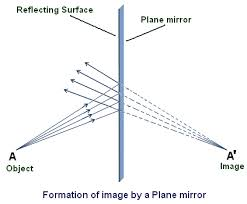 Reflecting Surface
Plane mirror
A
Object
A'
Image
Formation of image by a Plane mirror